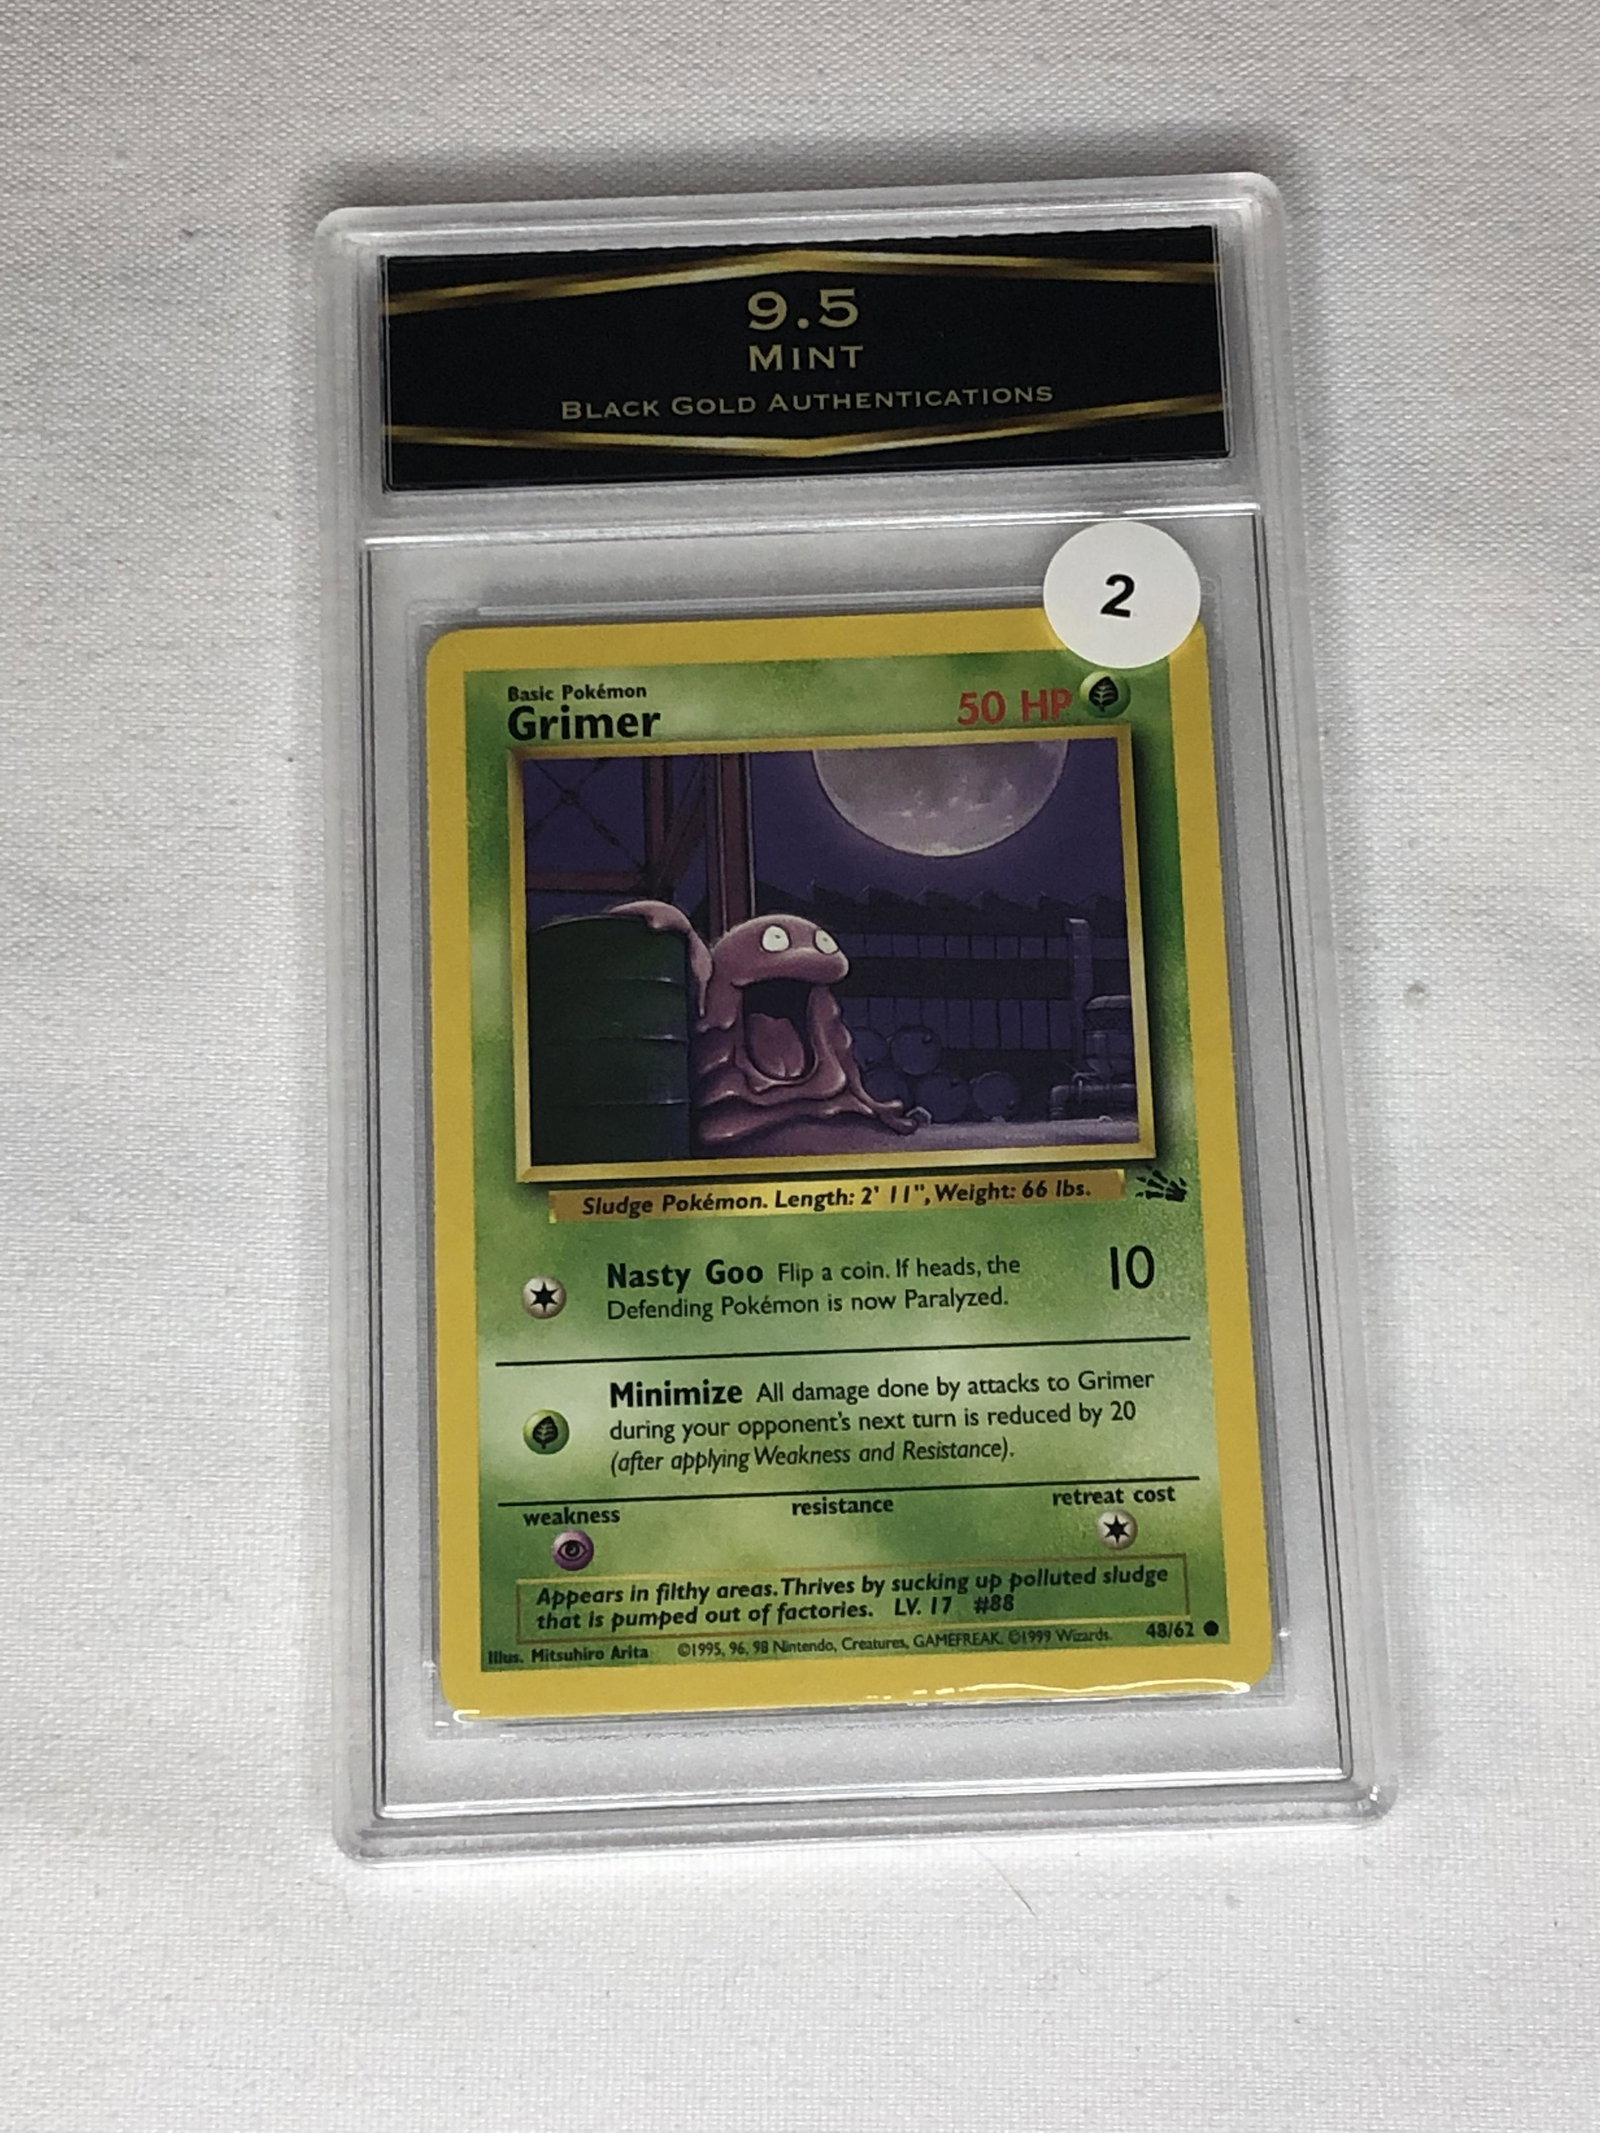 9.5
MINT
BLACK GOLD AUTHENTICATIONS
2
Basic Pokémon
Grimer
50 HP
Sludge Pokémon. Length: 2' 11", Weight: 66 lbs.
Nasty Goo Flip a coin. If heads, the
Defending Pokémon is now Paralyzed.
10
Minimize All damage done by attacks to Grimer
during your opponent's next turn is reduced by 20
(after applying Weakness and Resistance).
weakness
resistance
retreat cost
Appears in filthy areas. Thrives by sucking up polluted sludge
that is pumped out of factories. LV. 17 #88
Illus. Mitsuhiro Arita ©1995, 96, 98 Nintendo, Creatures, GAMEFREAK. ©1999 Wizards. 48/62